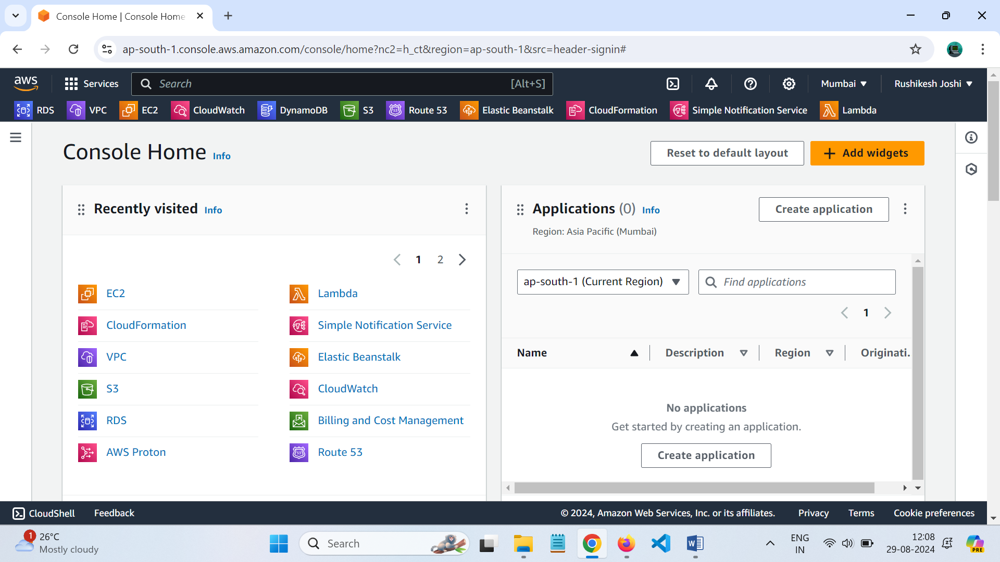 Console Home | Console Home
ap-south-1.console.aws.amazon.com/console/home?nc2=h_ct&region=ap-south-1&src=header-signin#
aws Services Search [Alt+S] Mumbai Rushikesh Joshi
RDS VPC EC2 CloudWatch DynamoDB S3 Route 53 Elastic Beanstalk CloudFormation Simple Notification Service Lambda
Console Home Info
Reset to default layout
Add widgets
Recently visited Info
1 2
EC2 Lambda
CloudFormation Simple Notification Service
VPC Elastic Beanstalk
S3 CloudWatch
RDS Billing and Cost Management
AWS Proton Route 53
Applications (0) Info
Create application
Region: Asia Pacific (Mumbai)
ap-south-1 (Current Region) Find applications
1
Name Description Region Originati.
No applications
Get started by creating an application.
Create application
CloudShell Feedback © 2024, Amazon Web Services, Inc. or its affiliates. Privacy Terms Cookie preferences
1
26°C
Mostly cloudy
Search
ENG
IN
12:08
29-08-2024
PRE